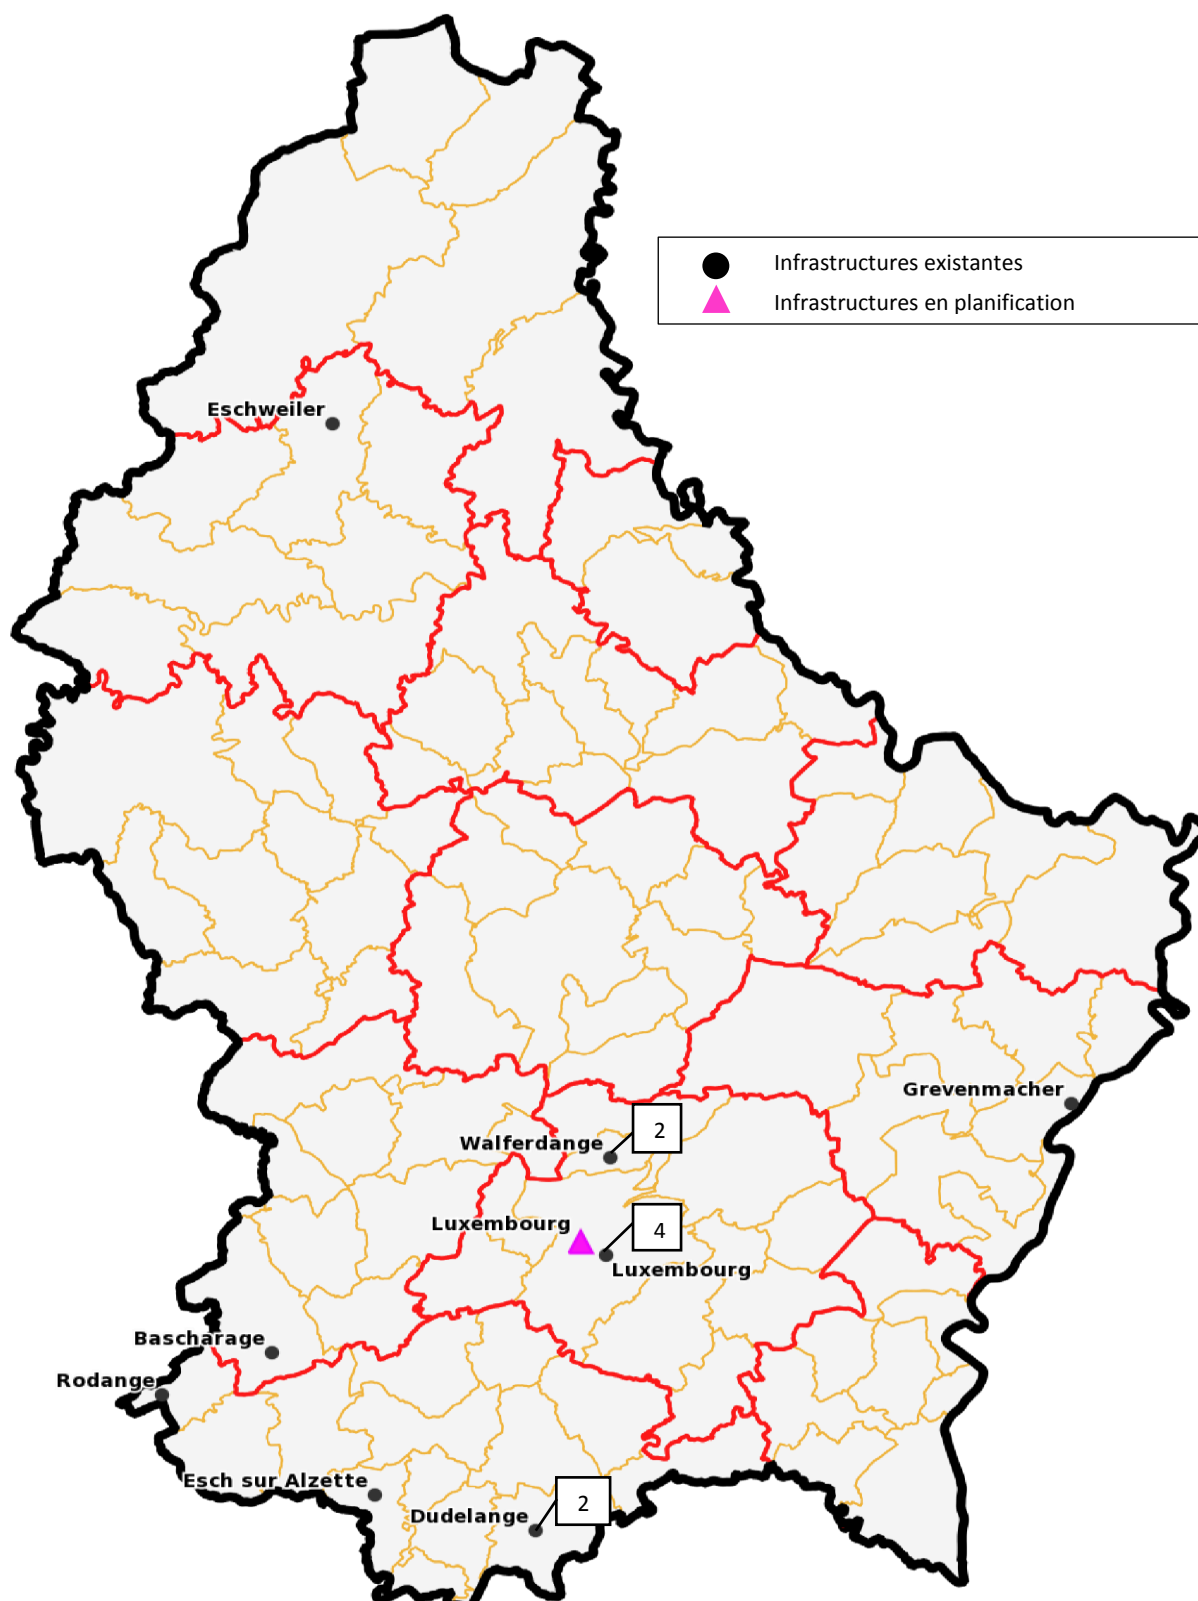 Infrastructures existantes
Infrastructures en planification
Eschweiler
Grevenmacher
2
Walferdange
Luxembourg
4
Luxembourg
Bascharage
Rodange
Esch sur Alzette
2
Dudelange